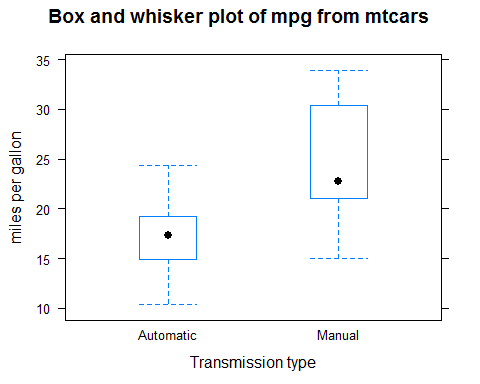 Box and whisker plot of mpg from mtcars
35
30
25
20
15
10
miles per gallon
Automatic Manual
Transmission type